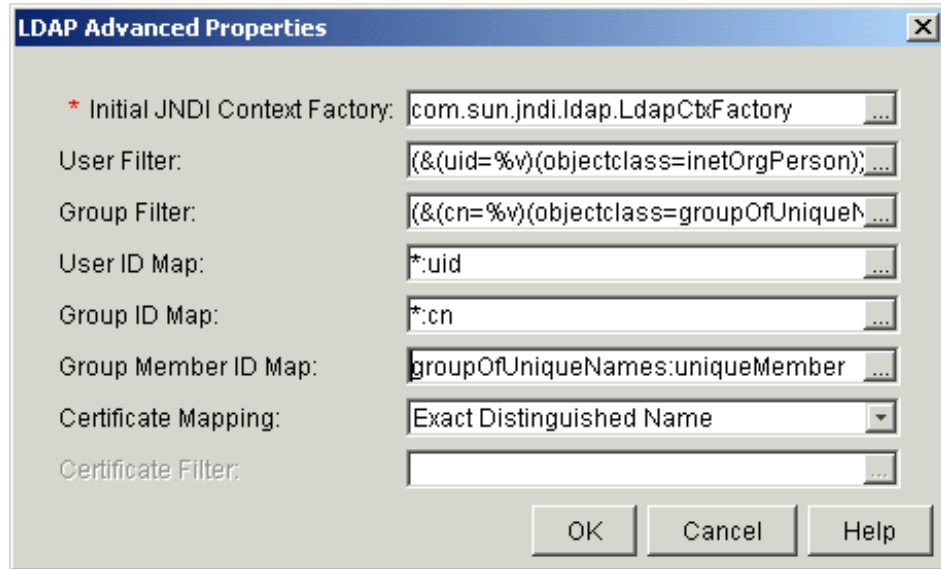 LDAP Advanced Properties
* Initial JNDI Context Factory: com.sun.jndi.ldap.LdapCtxFactory ...
User Filter: (&(uid=%v)(objectclass=inetOrgPerson)) ...
Group Filter: (&(cn=%v)(objectclass=groupOfUniqueN ...
User ID Map: *:uid ...
Group ID Map: *:cn ...
Group Member ID Map: groupOfUniqueNames:uniqueMember ...
Certificate Mapping: Exact Distinguished Name
Certificate Filter: ...
OK Cancel Help